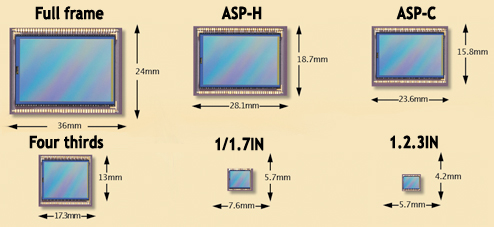 Full frame
ASP-H
ASP-C
24mm
18.7mm
15.8mm
36mm
28.1mm
23.6mm
Four thirds
1/1.7IN
1.2.3IN
13mm
5.7mm
4.2mm
17.3mm
7.6mm
5.7mm